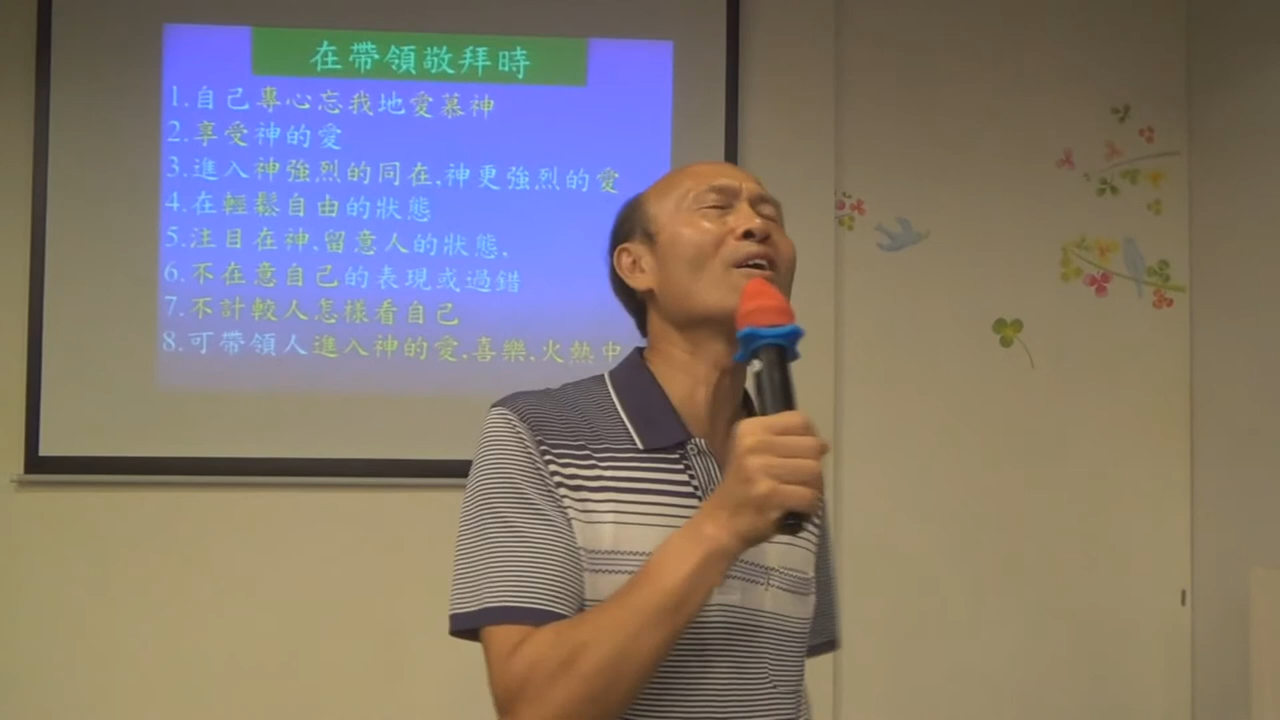 在帶領敬拜時
1.自己專心忘我地愛慕神
2.享受神的愛
3.進入神強烈的同在,神更強烈的愛
4.在輕鬆自由的狀態
5.注目在神,留意人的狀態,
6.不在意自己的表現或過錯
7.不計較人怎樣看自己
8.可帶領人進入神的愛,喜樂,火熱中